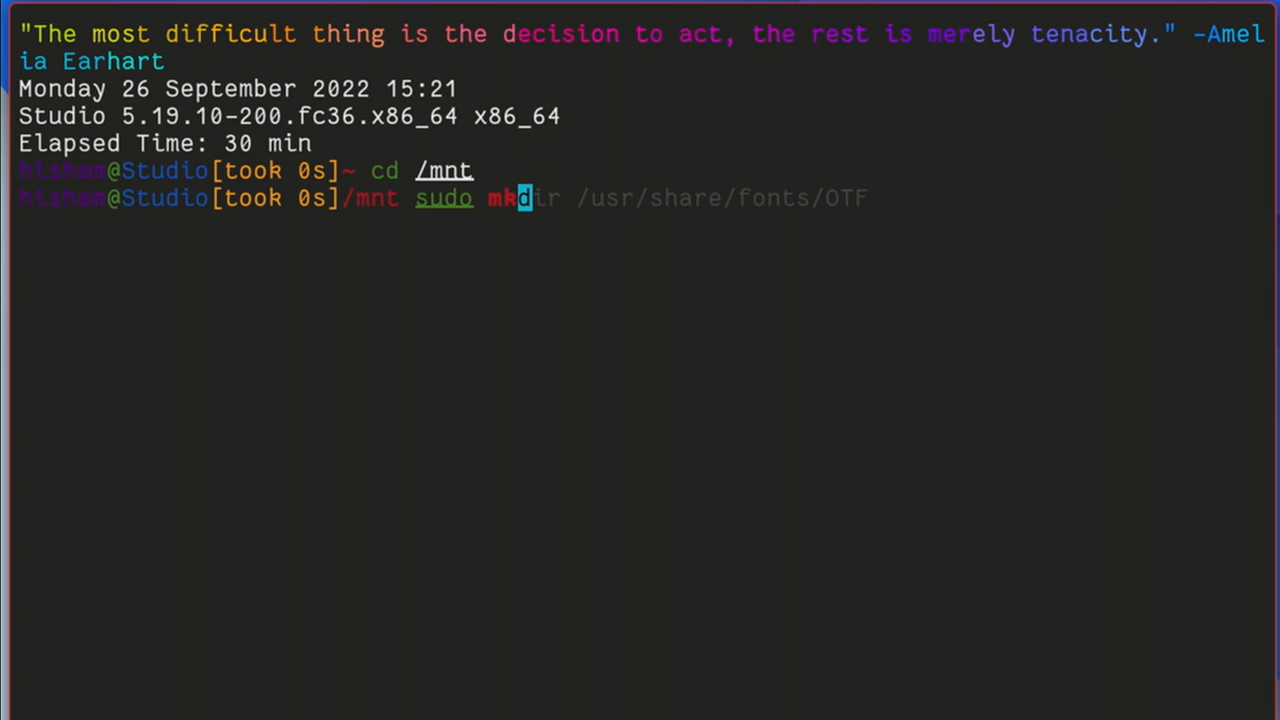 "The most difficult thing is the decision to act, the rest is merely tenacity." -Amel
ia Earhart
Monday 26 September 2022 15:21
Studio 5.19.10-200.fc36.x86_64 x86_64
Elapsed Time: 30 min
hisham@Studio[took 0s]~ cd /mnt
hisham@Studio[took 0s]/mnt sudo mkdir /usr/share/fonts/OTF